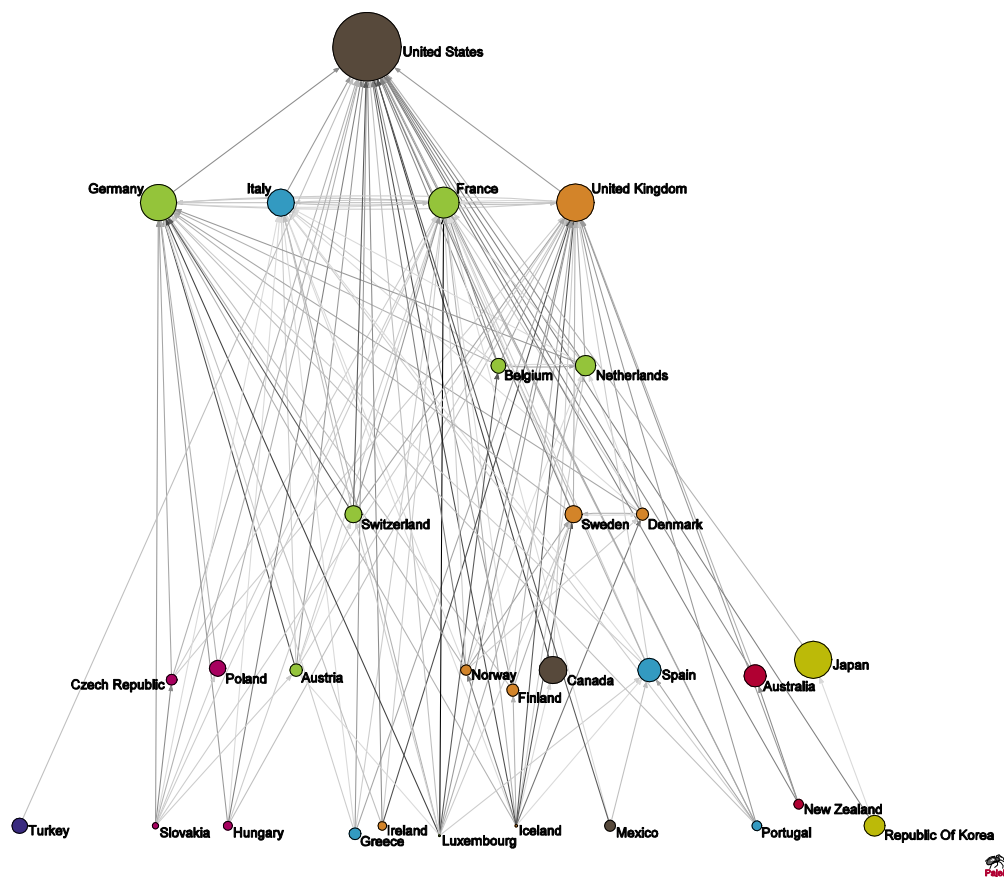 United States
Germany
Italy
France
United Kingdom
Belgium
Netherlands
Switzerland
Sweden
Denmark
Czech Republic
Poland
Austria
Norway
Finland
Canada
Spain
Australia
Japan
Turkey
Slovakia
Hungary
Greece
Ireland
Luxembourg
Iceland
Mexico
Portugal
New Zealand
Republic Of Korea